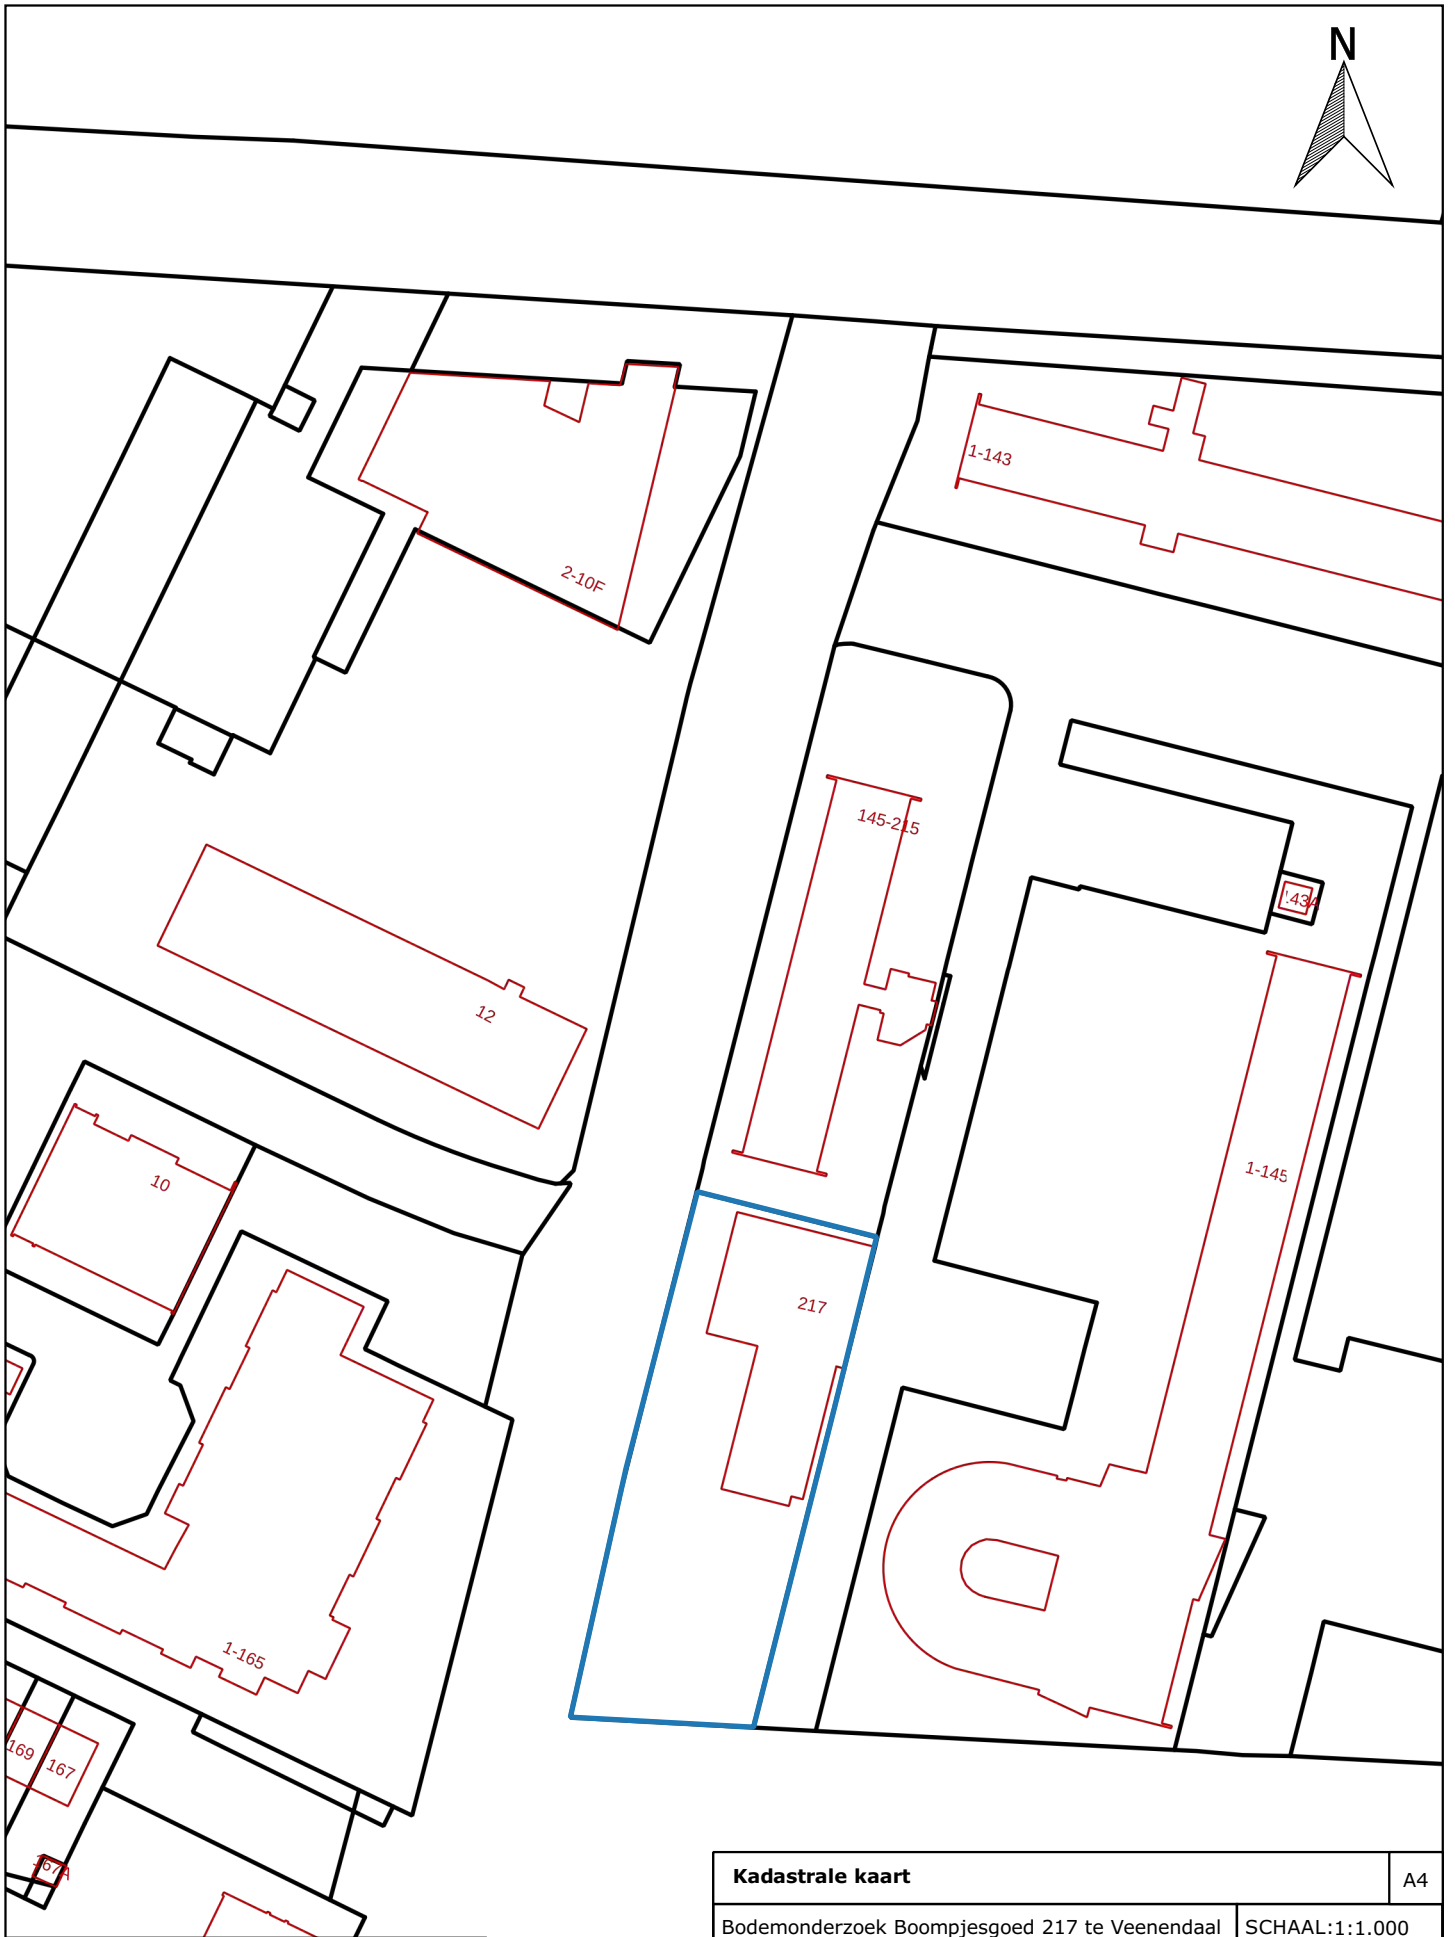 N
1-143
2-10F
145-215
12
10
1-145
217
1-165
169
167
167A
Kadastrale kaart
A4
Bodemonderzoek Boompjesgoed 217 te Veenendaal
SCHAAL:1:1.000